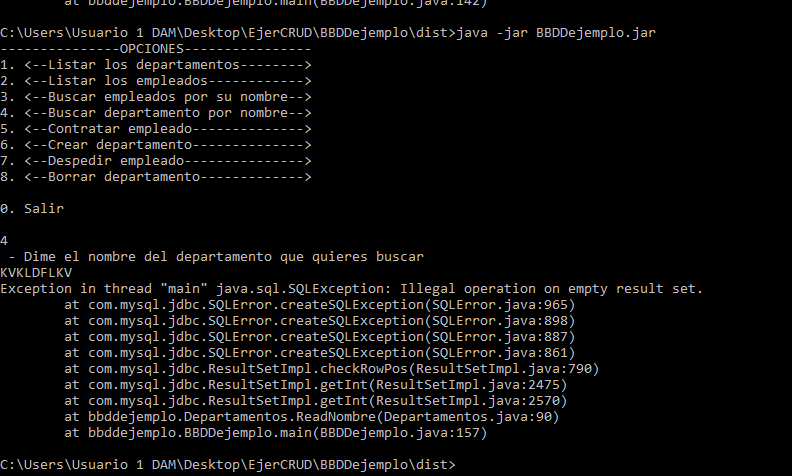 at bbddejemplo.BBDDejemplo.main(BBDDejemplo.java:142)

C:\Users\Usuario 1 DAM\Desktop\EjerCRUD\BBDDejemplo\dist>java -jar BBDDejemplo.jar
---------------OPCIONES----------------
1. <--Listar los departamentos-------->
2. <--Listar los empleados------------>
3. <--Buscar empleados por su nombre-->
4. <--Buscar departamento por nombre-->
5. <--Contratar empleado-------------->
6. <--Crear departamento-------------->
7. <--Despedir empleado--------------->
8. <--Borrar departamento------------->

0. Salir

4
 - Dime el nombre del departamento que quieres buscar
KVKLDFLKV
Exception in thread "main" java.sql.SQLException: Illegal operation on empty result set.
        at com.mysql.jdbc.SQLError.createSQLException(SQLError.java:965)
        at com.mysql.jdbc.SQLError.createSQLException(SQLError.java:898)
        at com.mysql.jdbc.SQLError.createSQLException(SQLError.java:887)
        at com.mysql.jdbc.SQLError.createSQLException(SQLError.java:861)
        at com.mysql.jdbc.ResultSetImpl.checkRowPos(ResultSetImpl.java:790)
        at com.mysql.jdbc.ResultSetImpl.getInt(ResultSetImpl.java:2475)
        at com.mysql.jdbc.ResultSetImpl.getInt(ResultSetImpl.java:2570)
        at bbddejemplo.Departamentos.ReadNombre(Departamentos.java:90)
        at bbddejemplo.BBDDejemplo.main(BBDDejemplo.java:157)

C:\Users\Usuario 1 DAM\Desktop\EjerCRUD\BBDDejemplo\dist>